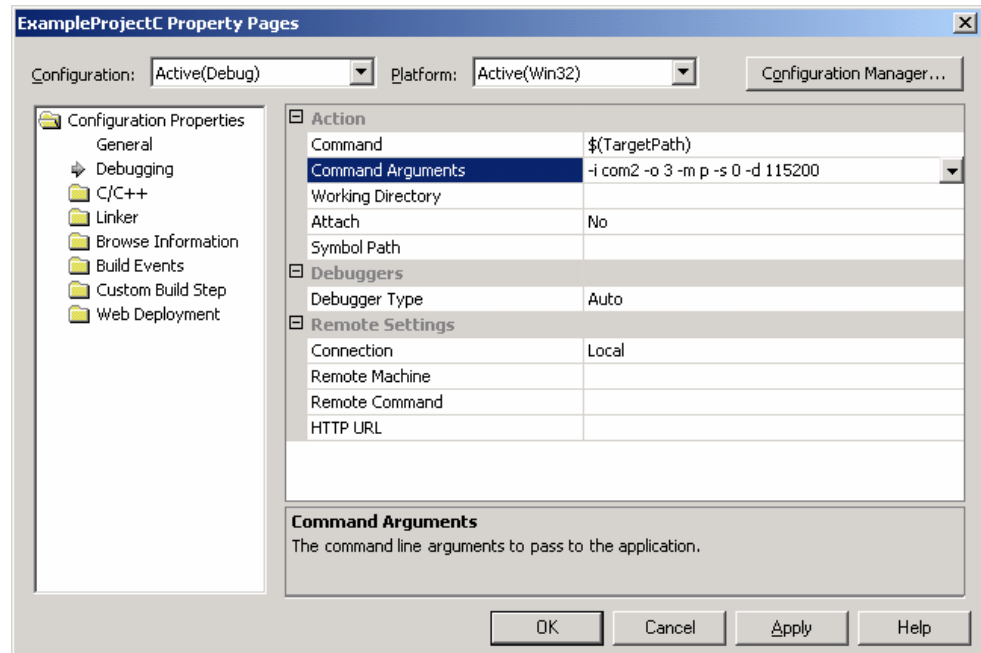 ExampleProjectC Property Pages
Configuration: Active(Debug) Platform: Active(Win32) Configuration Manager...
Configuration Properties
General
Debugging
C/C++
Linker
Browse Information
Build Events
Custom Build Step
Web Deployment
Action
Command $(TargetPath)
Command Arguments -i com2 -o 3 -m p -s 0 -d 115200
Working Directory
Attach No
Symbol Path
Debuggers
Debugger Type Auto
Remote Settings
Connection Local
Remote Machine
Remote Command
HTTP URL
Command Arguments
The command line arguments to pass to the application.
OK Cancel Apply Help